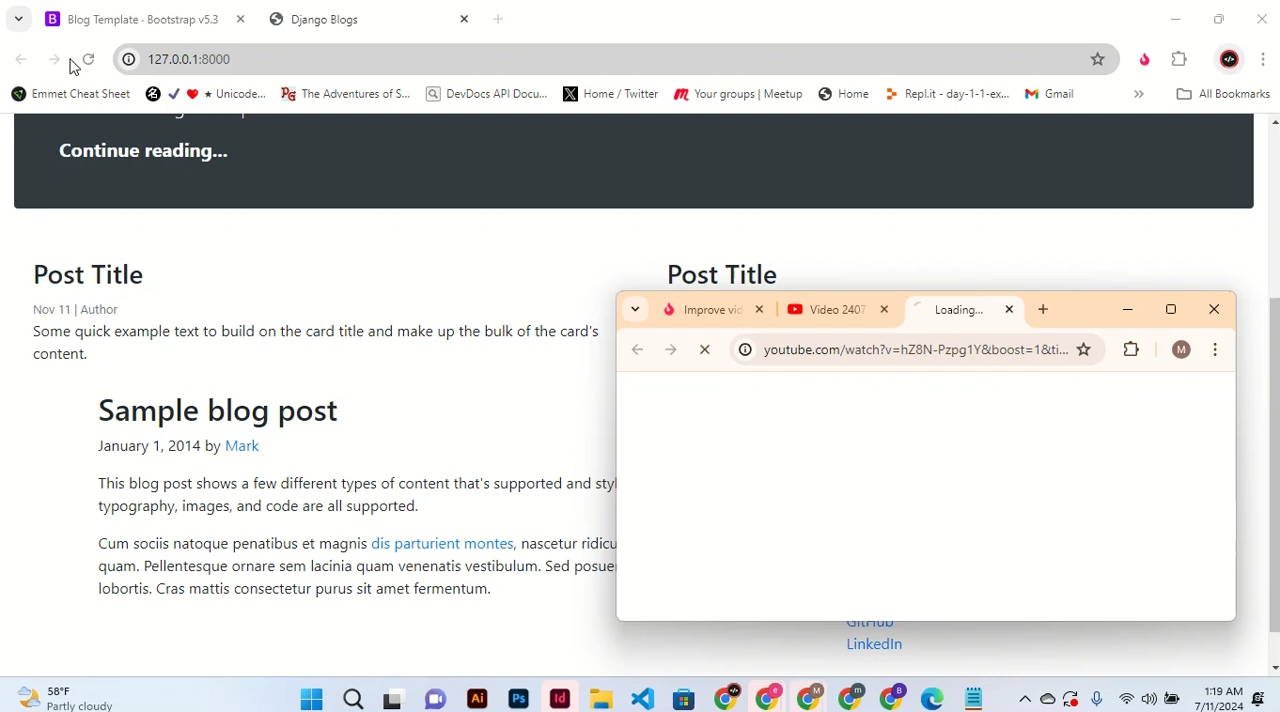 Blog Template · Bootstrap v5.3
Django Blogs
127.0.0.1:8000
Emmet Cheat Sheet
★ Unicode...
The Adventures of S...
DevDocs API Docu...
Home / Twitter
Your groups | Meetup
Home
Repl.it - day-1-1-ex...
Gmail
»
All Bookmarks
Continue reading...
Post Title
Nov 11 | Author
Some quick example text to build on the card title and make up the bulk of the card's
content.
Post Title
Sample blog post
January 1, 2014 by Mark
This blog post shows a few different types of content that's supported and styl
typography, images, and code are all supported.
Cum sociis natoque penatibus et magnis dis parturient montes, nascetur ridicu
quam. Pellentesque ornare sem lacinia quam venenatis vestibulum. Sed posuer
lobortis. Cras mattis consectetur purus sit amet fermentum.
Improve vid
Video 2407
Loading...
youtube.com/watch?v=hZ8N-Pzpg1Y&boost=1&ti...
M
GitHub
LinkedIn
58°F
Partly cloudy
Ai
Ps
Id
1:19 AM
7/11/2024